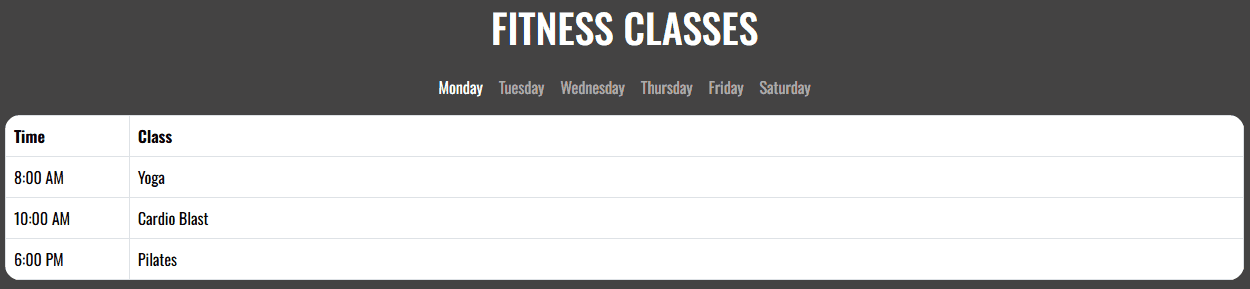 FITNESS CLASSES
Monday Tuesday Wednesday Thursday Friday Saturday
Time Class
8:00 AM Yoga
10:00 AM Cardio Blast
6:00 PM Pilates